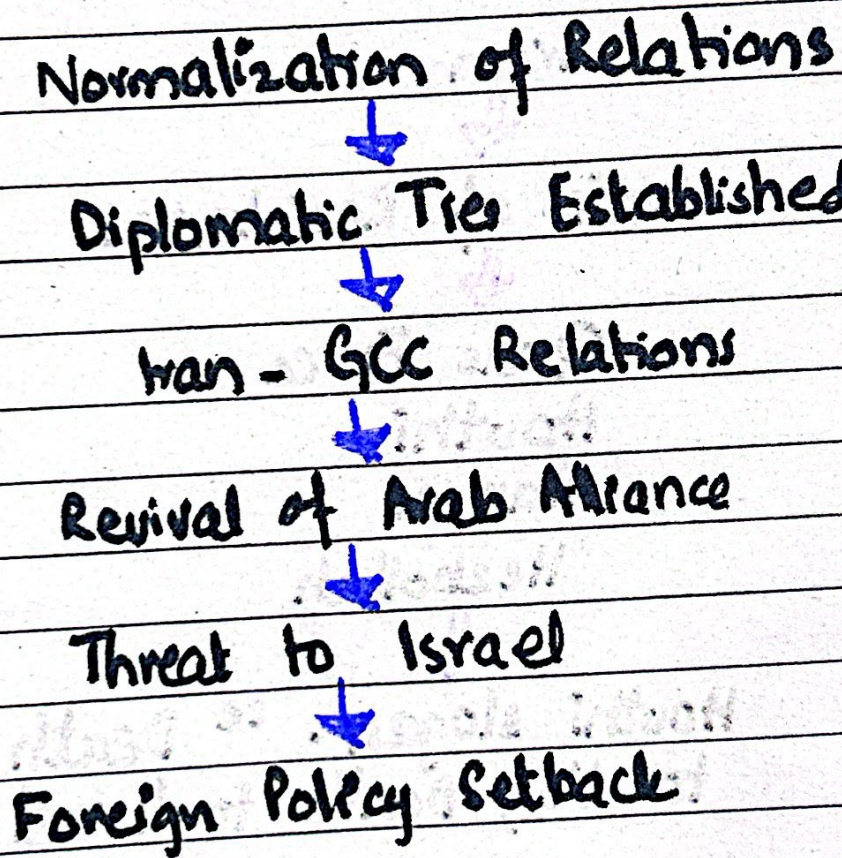 Normalization of Relations
Diplomatic Ties Established
Iran - GCC Relations
Revival of Arab Alliance
Threat to Israel
Foreign Policy Setback